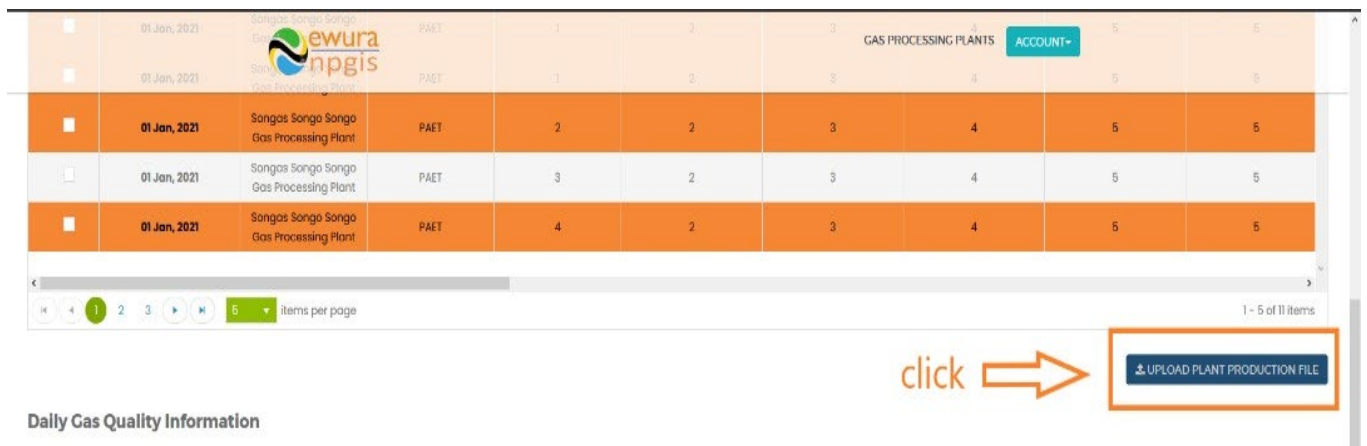 01 Jan, 2021 Songas Songo Songo PAET 1 2 3 4 5 5
ewura
npgis
GAS PROCESSING PLANTS ACCOUNT
01 Jan, 2021 Gas Processing Plant PAET 1 2 3 4 5 5
01 Jan, 2021 Songas Songo Songo Gas Processing Plant PAET 2 2 3 4 5 5
01 Jan, 2021 Songas Songo Songo Gas Processing Plant PAET 3 2 3 4 5 5
01 Jan, 2021 Songas Songo Songo Gas Processing Plant PAET 4 2 3 4 5 5
1 2 3 5 items per page 1 - 5 of 11 items
click UPLOAD PLANT PRODUCTION FILE
Daily Gas Quality Information